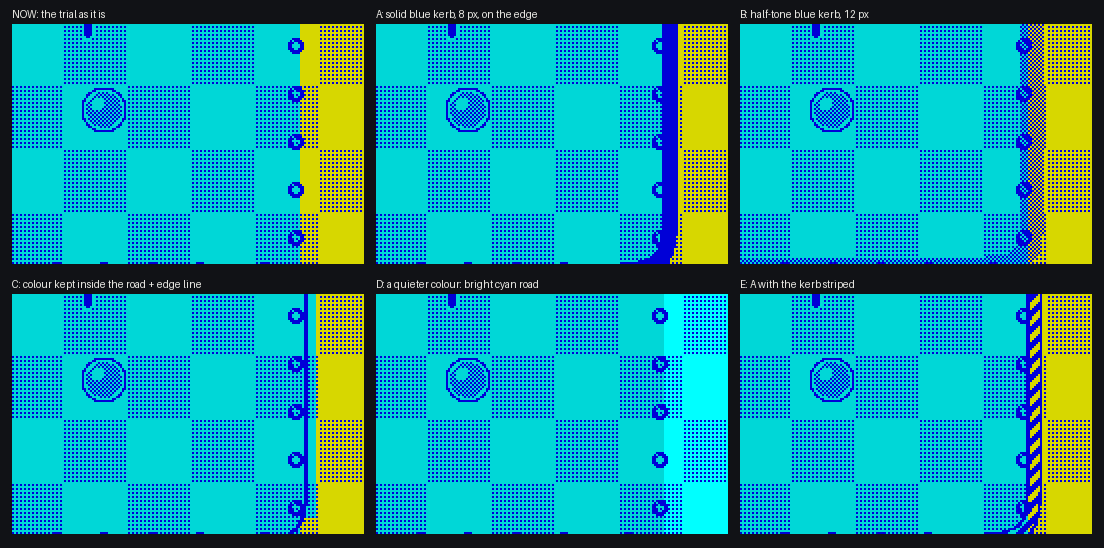 NOW: the trial as it is
A: solid blue kerb, 8 px, on the edge
B: half-tone blue kerb, 12 px
C: colour kept inside the road + edge line
D: a quieter colour: bright cyan road
E: A with the kerb striped